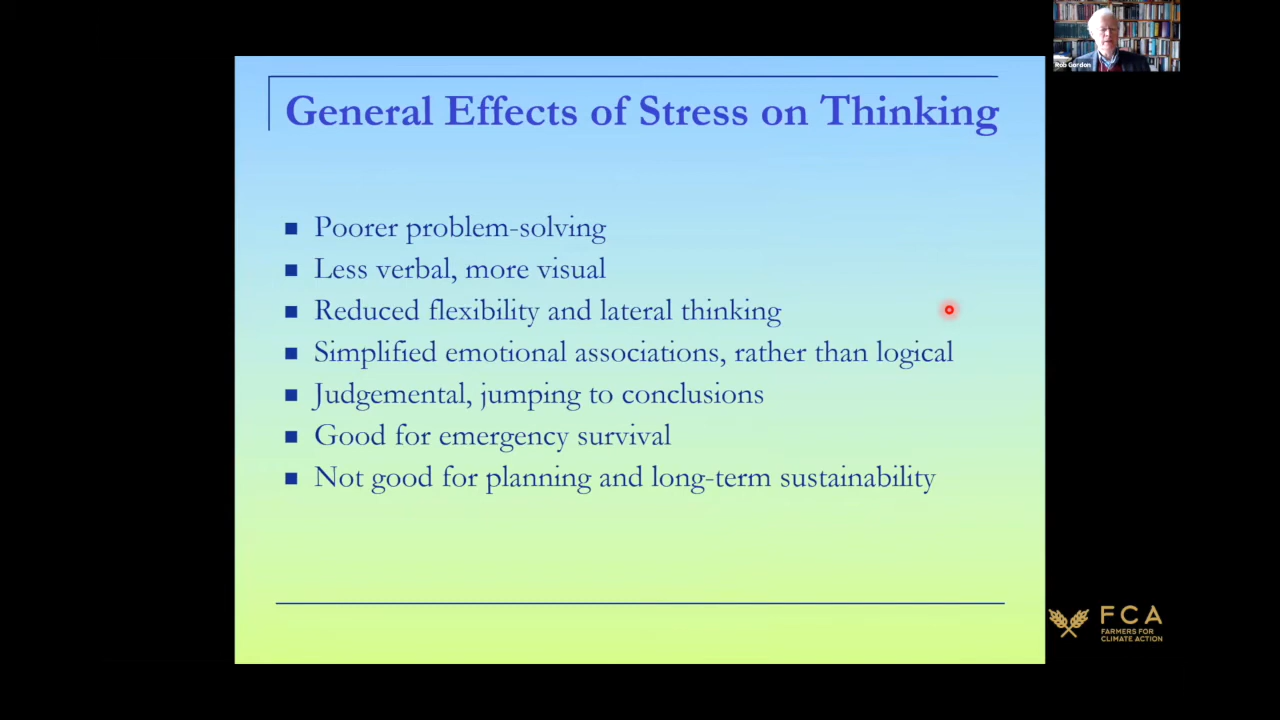 Rob Gordon
General Effects of Stress on Thinking
Poorer problem-solving
Less verbal, more visual
Reduced flexibility and lateral thinking
Simplified emotional associations, rather than logical
Judgemental, jumping to conclusions
Good for emergency survival
Not good for planning and long-term sustainability
FCA
FARMERS FOR
CLIMATE ACTION